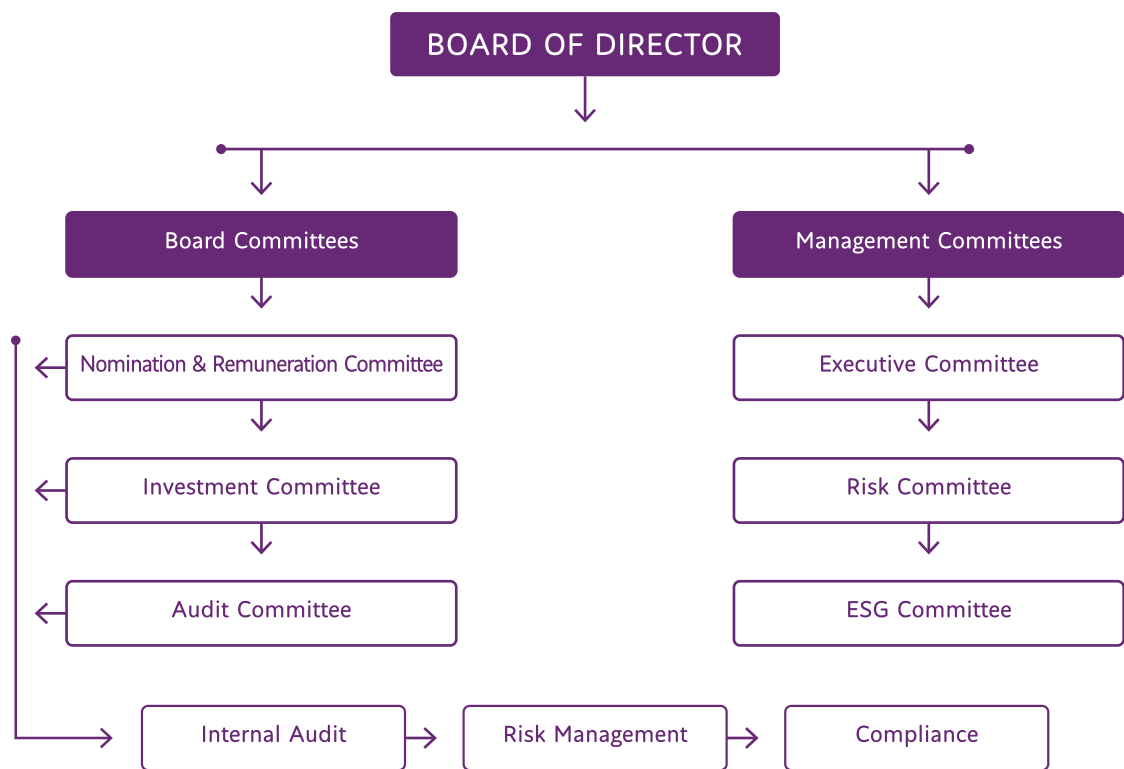 BOARD OF DIRECTOR
Board Committees
Management Committees
Nomination & Remuneration Committee
Executive Committee
Investment Committee
Risk Committee
Audit Committee
ESG Committee
Internal Audit
Risk Management
Compliance